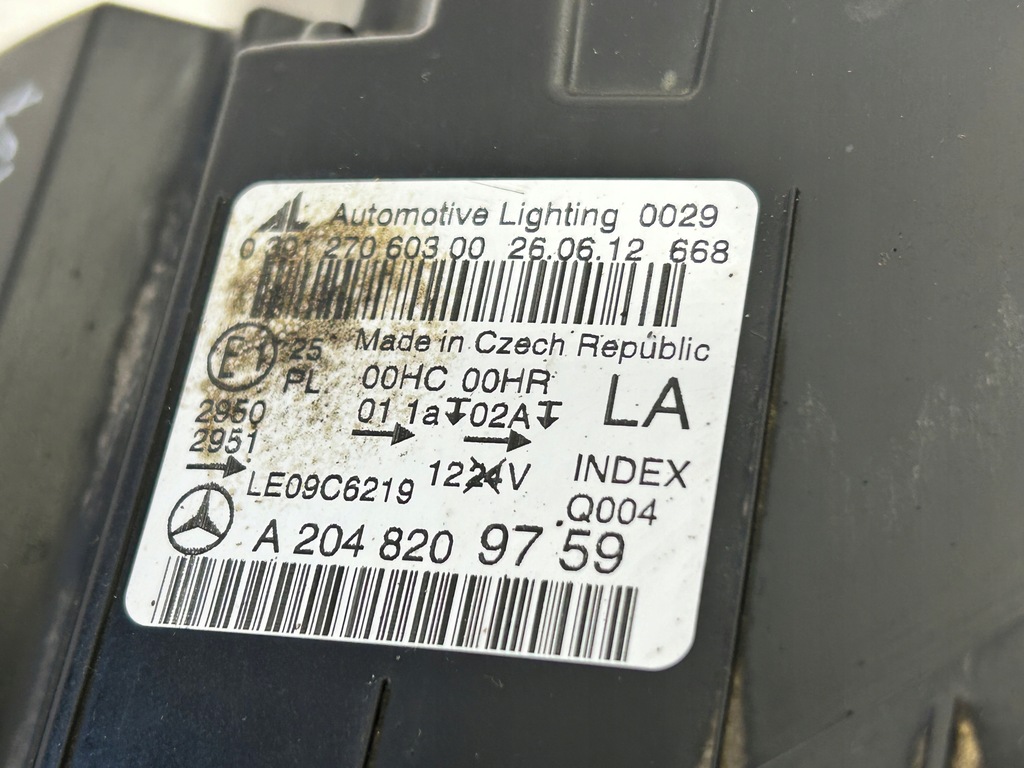 AL Automotive Lighting 0029
0 301 270 603 00 26.06.12 668
Made in Czech Republic
E1 25
PL 00HC 00HR LA
2950 01 1a 02A
2951
LE09C6219 1224V INDEX
Q004
A 204 820 97 59